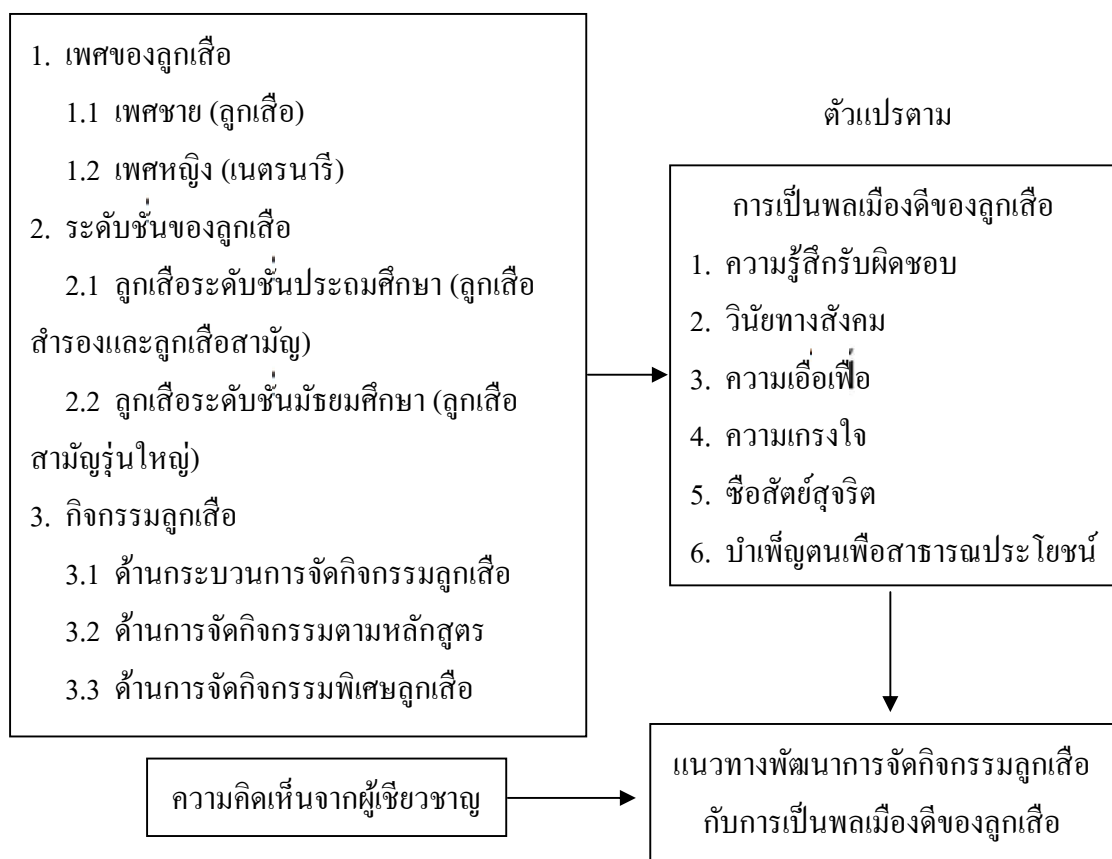 1. เพศของลูกเสือ
1.1 เพศชาย (ลูกเสือ)
1.2 เพศหญิง (เนตรนารี)
2. ระดับชั้นของลูกเสือ
2.1 ลูกเสือระดับชั้นประถมศึกษา (ลูกเสือ
สำรองและลูกเสือสามัญ)
2.2 ลูกเสือระดับชั้นมัธยมศึกษา (ลูกเสือ
สามัญรุ่นใหญ่)
3. กิจกรรมลูกเสือ
3.1 ด้านกระบวนการจัดกิจกรรมลูกเสือ
3.2 ด้านการจัดกิจกรรมตามหลักสูตร
3.3 ด้านการจัดกิจกรรมพิเศษลูกเสือ
ตัวแปรตาม
การเป็นพลเมืองดีของลูกเสือ
1. ความรู้สึกรับผิดชอบ
2. วินัยทางสังคม
3. ความเอื้อเฟื้อ
4. ความเกรงใจ
5. ซื่อสัตย์สุจริต
6. บำเพ็ญตนเพื่อสาธารณประโยชน์
ความคิดเห็นจากผู้เชี่ยวชาญ
แนวทางพัฒนาการจัดกิจกรรมลูกเสือ
กับการเป็นพลเมืองดีของลูกเสือ